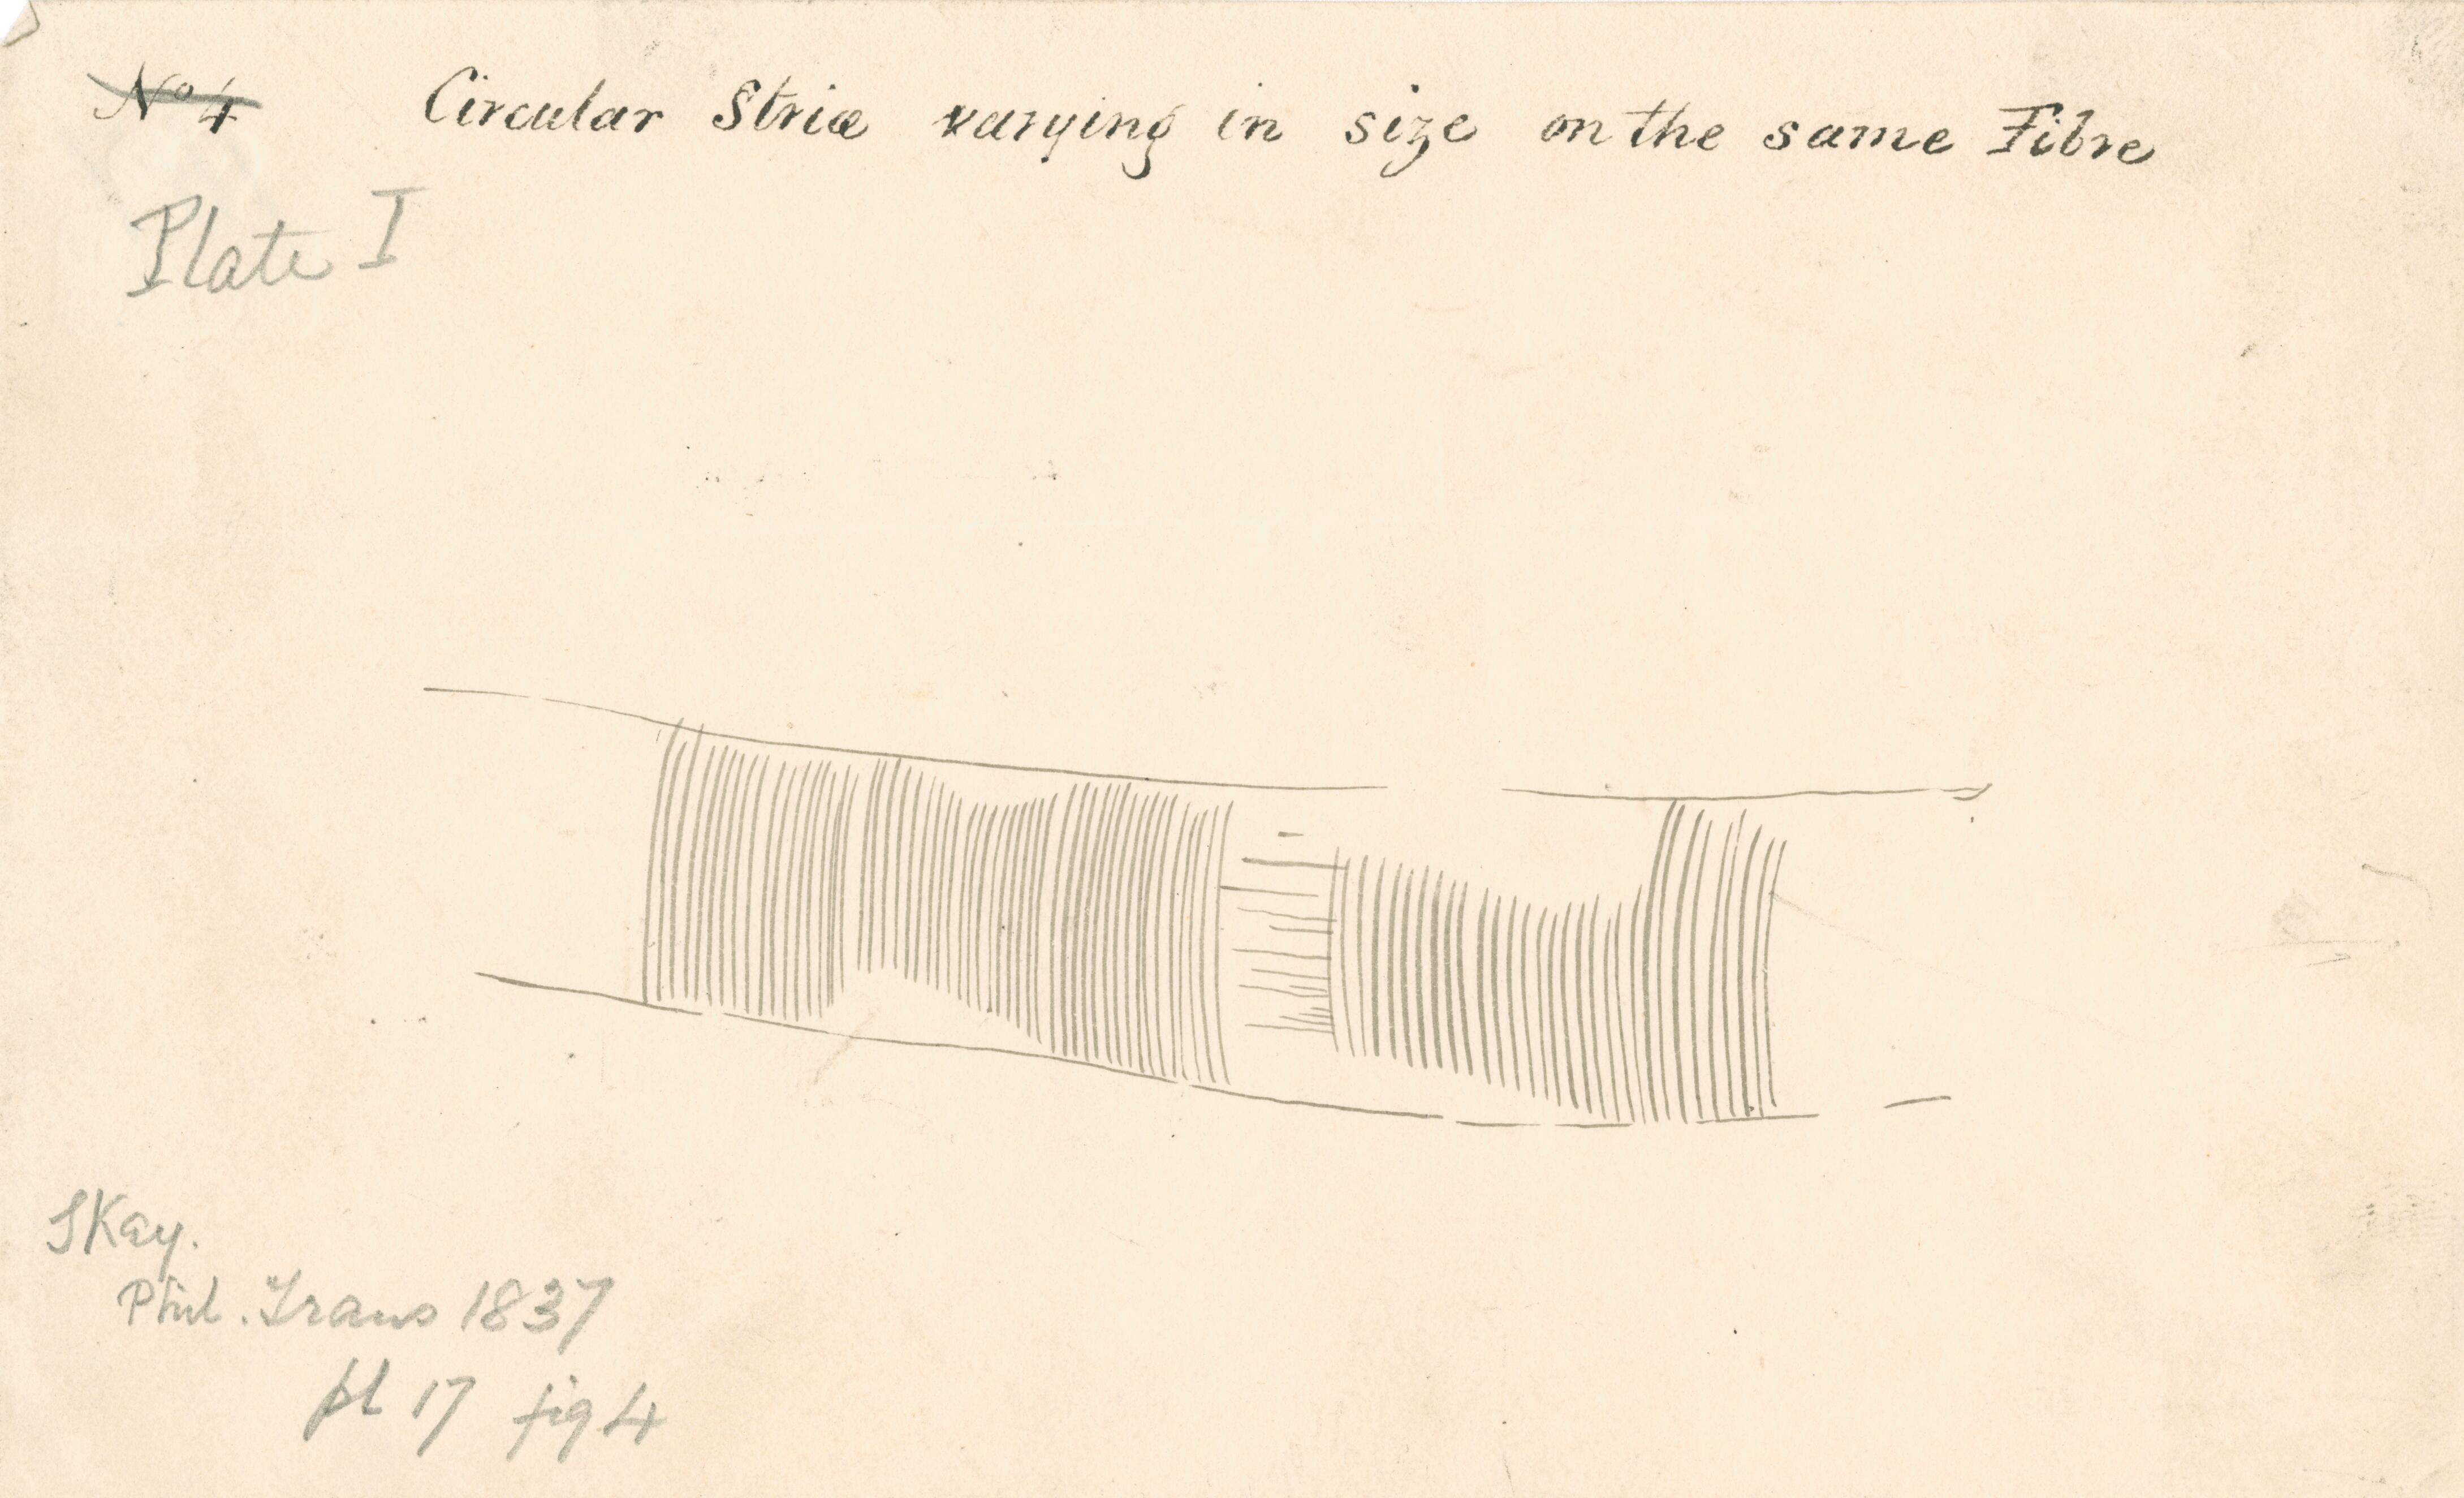 No 4 Circular Striæ varying in size on the same Fibre
Plate I
SKey.
Phil. Trans 1837
pl 17 fig 4